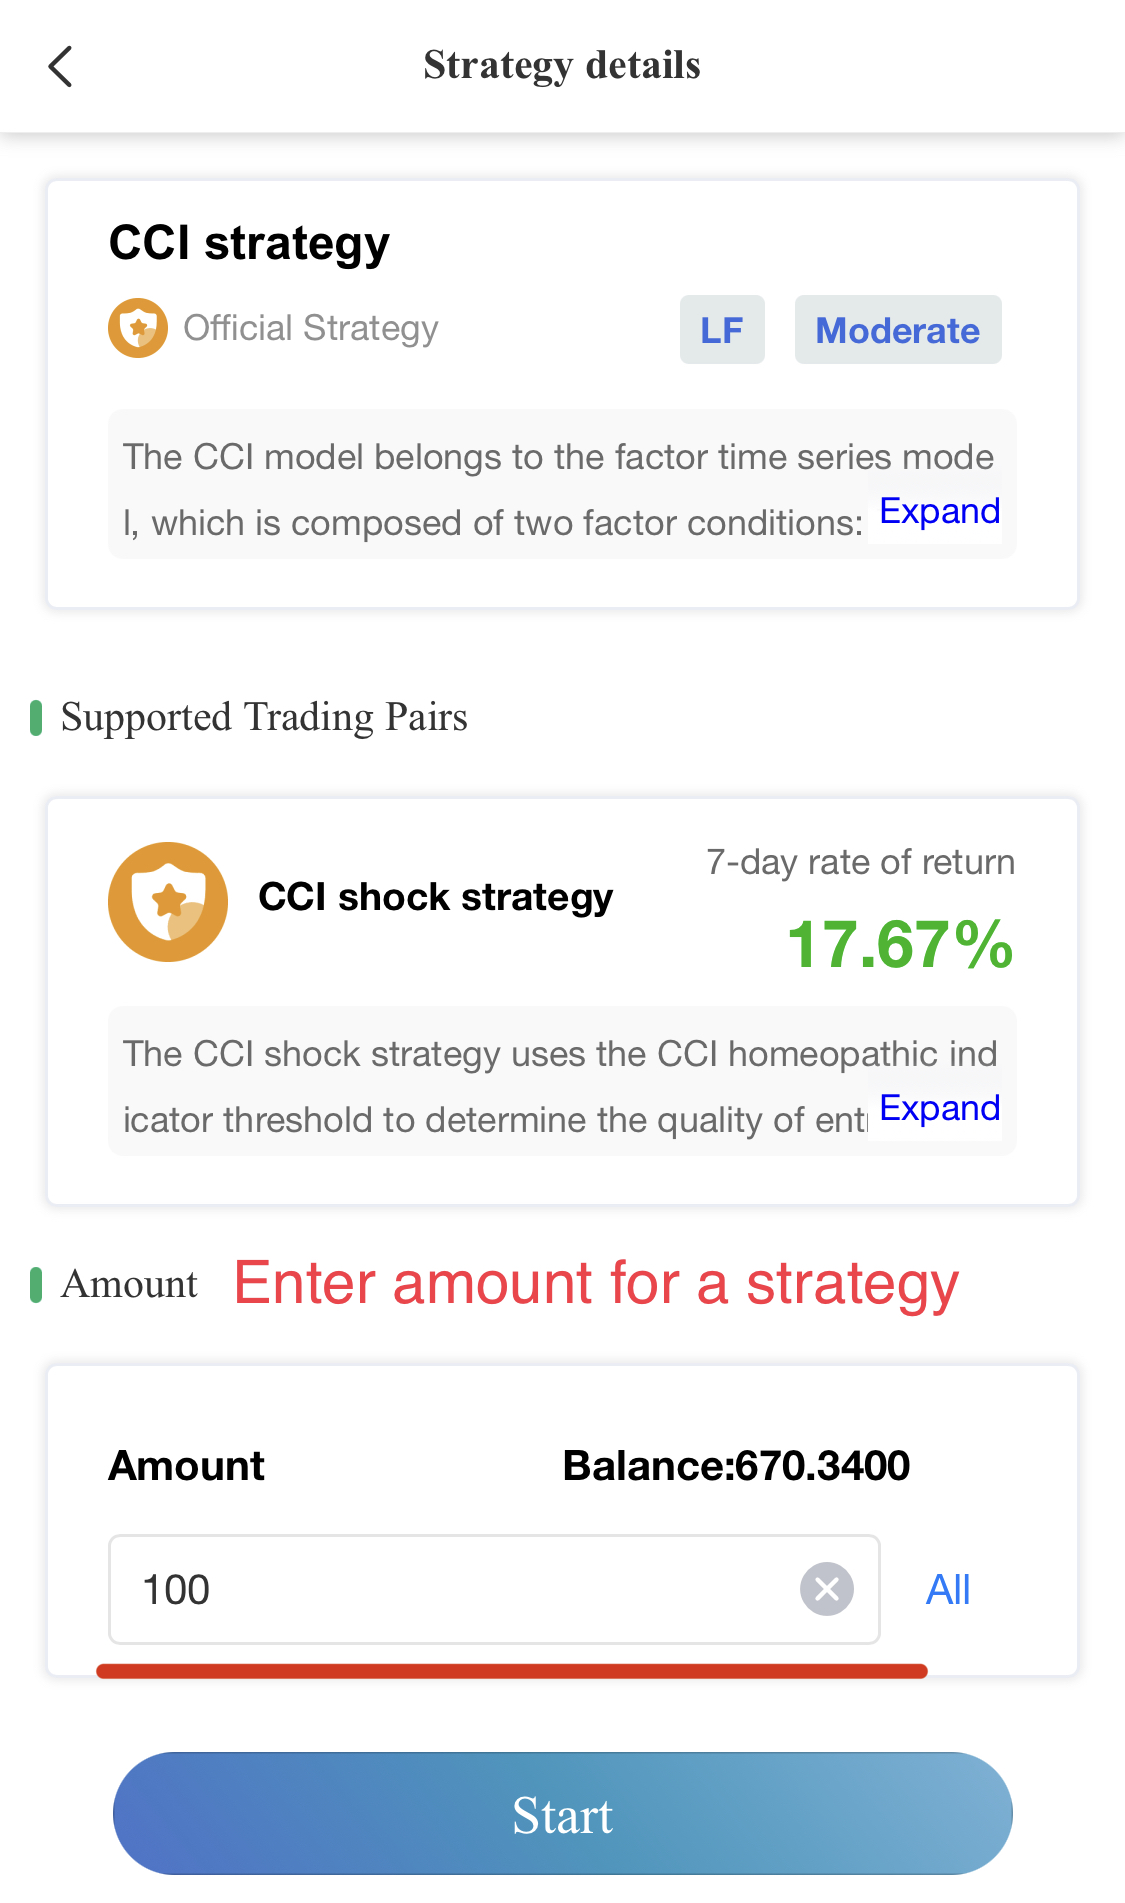 Strategy details
CCI strategy
Official Strategy
LF
Moderate
The CCI model belongs to the factor time series mode
l, which is composed of two factor conditions:
Expand
Supported Trading Pairs
7-day rate of return
CCI shock strategy
17.67%
The CCI shock strategy uses the CCI homeopathic ind
icator threshold to determine the quality of ent
Expand
Amount
Enter amount for a strategy
Amount
Balance:670.3400
100
All
Start